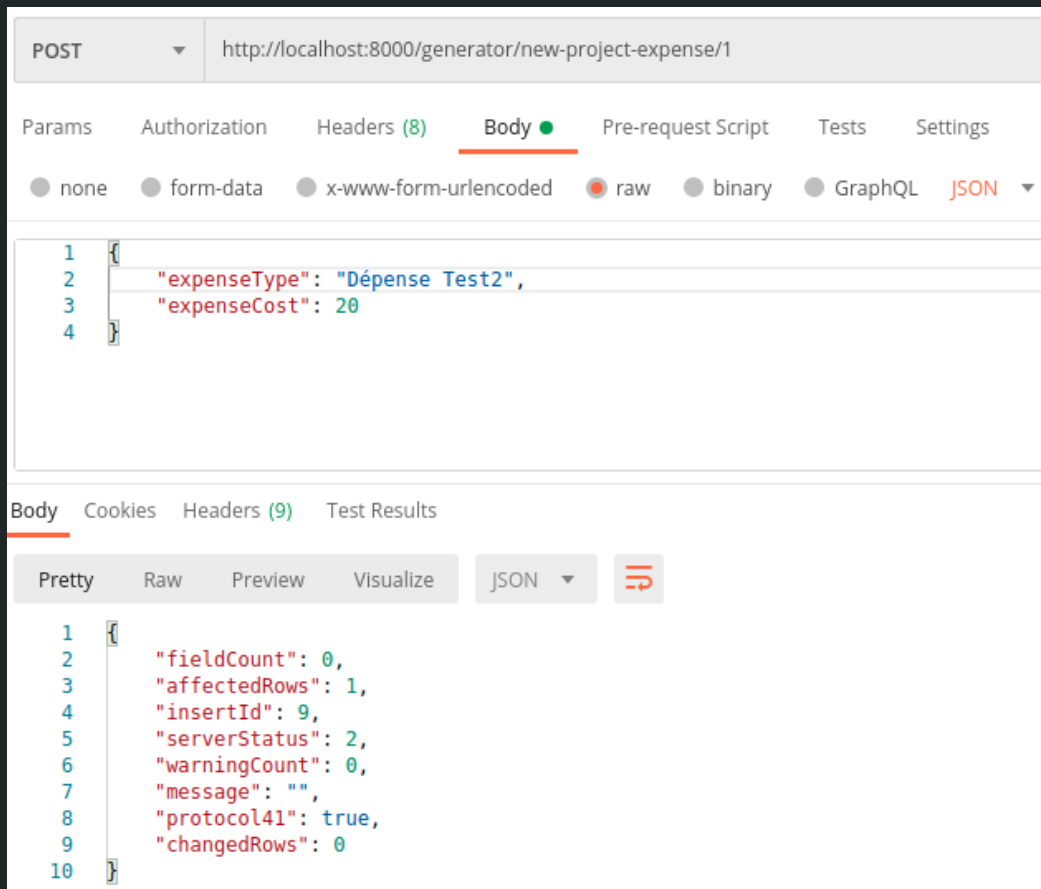 POST http://localhost:8000/generator/new-project-expense/1
Params Authorization Headers (8) Body Pre-request Script Tests Settings
none form-data x-www-form-urlencoded raw binary GraphQL JSON
1 {
2 "expenseType": "Dépense Test2",
3 "expenseCost": 20
4 }
Body Cookies Headers (9) Test Results
Pretty Raw Preview Visualize JSON
1 {
2 "fieldCount": 0,
3 "affectedRows": 1,
4 "insertId": 9,
5 "serverStatus": 2,
6 "warningCount": 0,
7 "message": "",
8 "protocol41": true,
9 "changedRows": 0
10 }